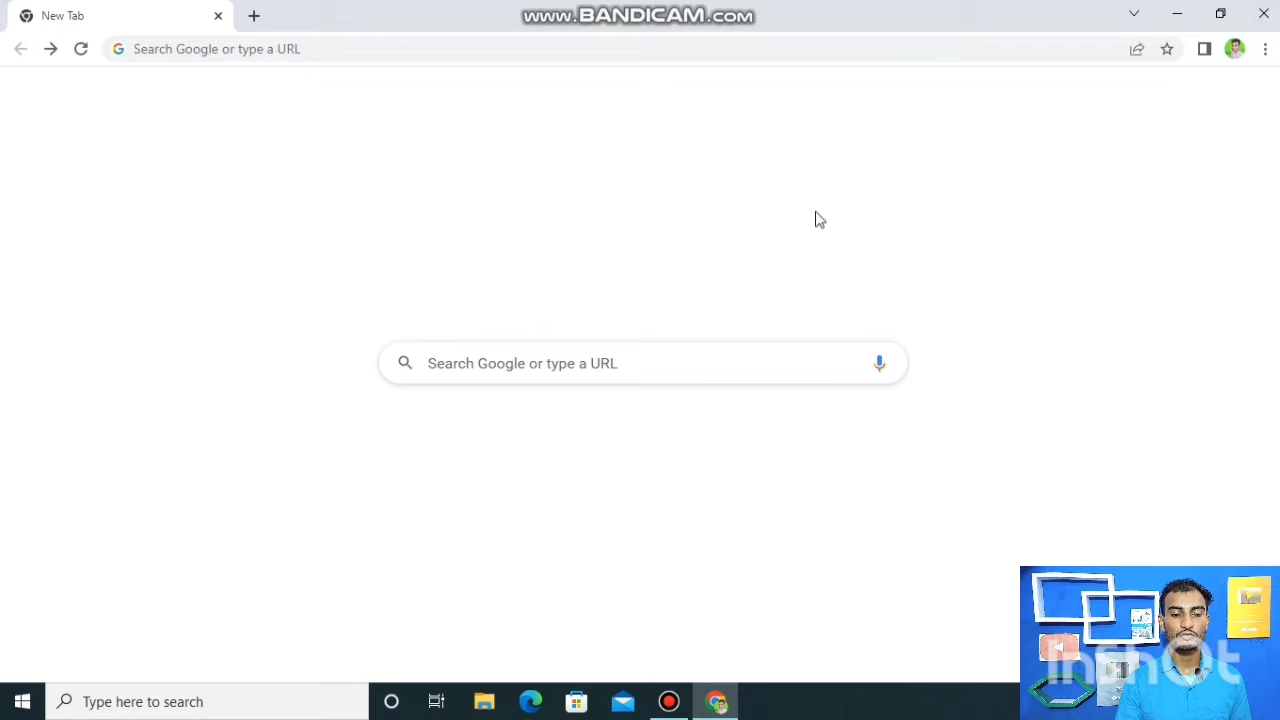 New Tab
www.BANDICAM.com
Search Google or type a URL
Search Google or type a URL
Type here to search
InShOt